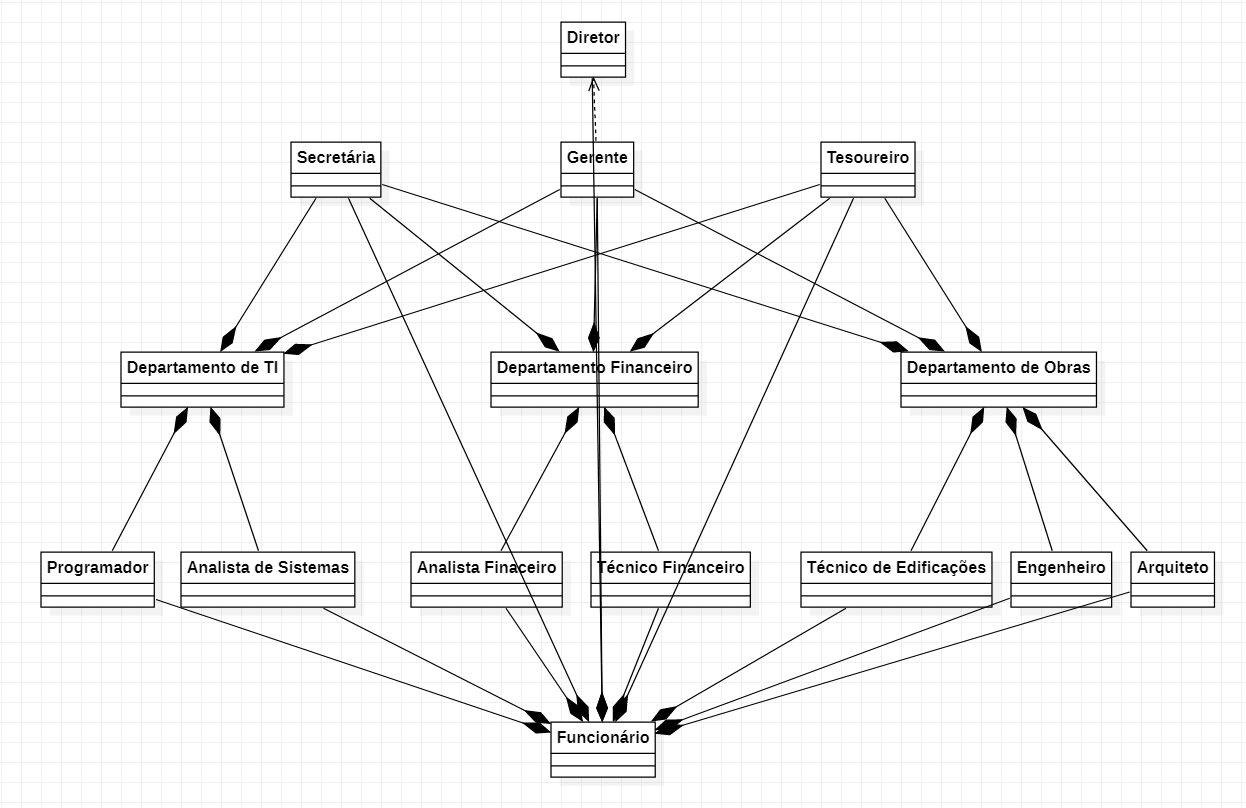 Diretor
Secretária
Gerente
Tesoureiro
Departamento de TI
Departamento Financeiro
Departamento de Obras
Programador
Analista de Sistemas
Analista Finaceiro
Técnico Financeiro
Técnico de Edificações
Engenheiro
Arquiteto
Funcionário